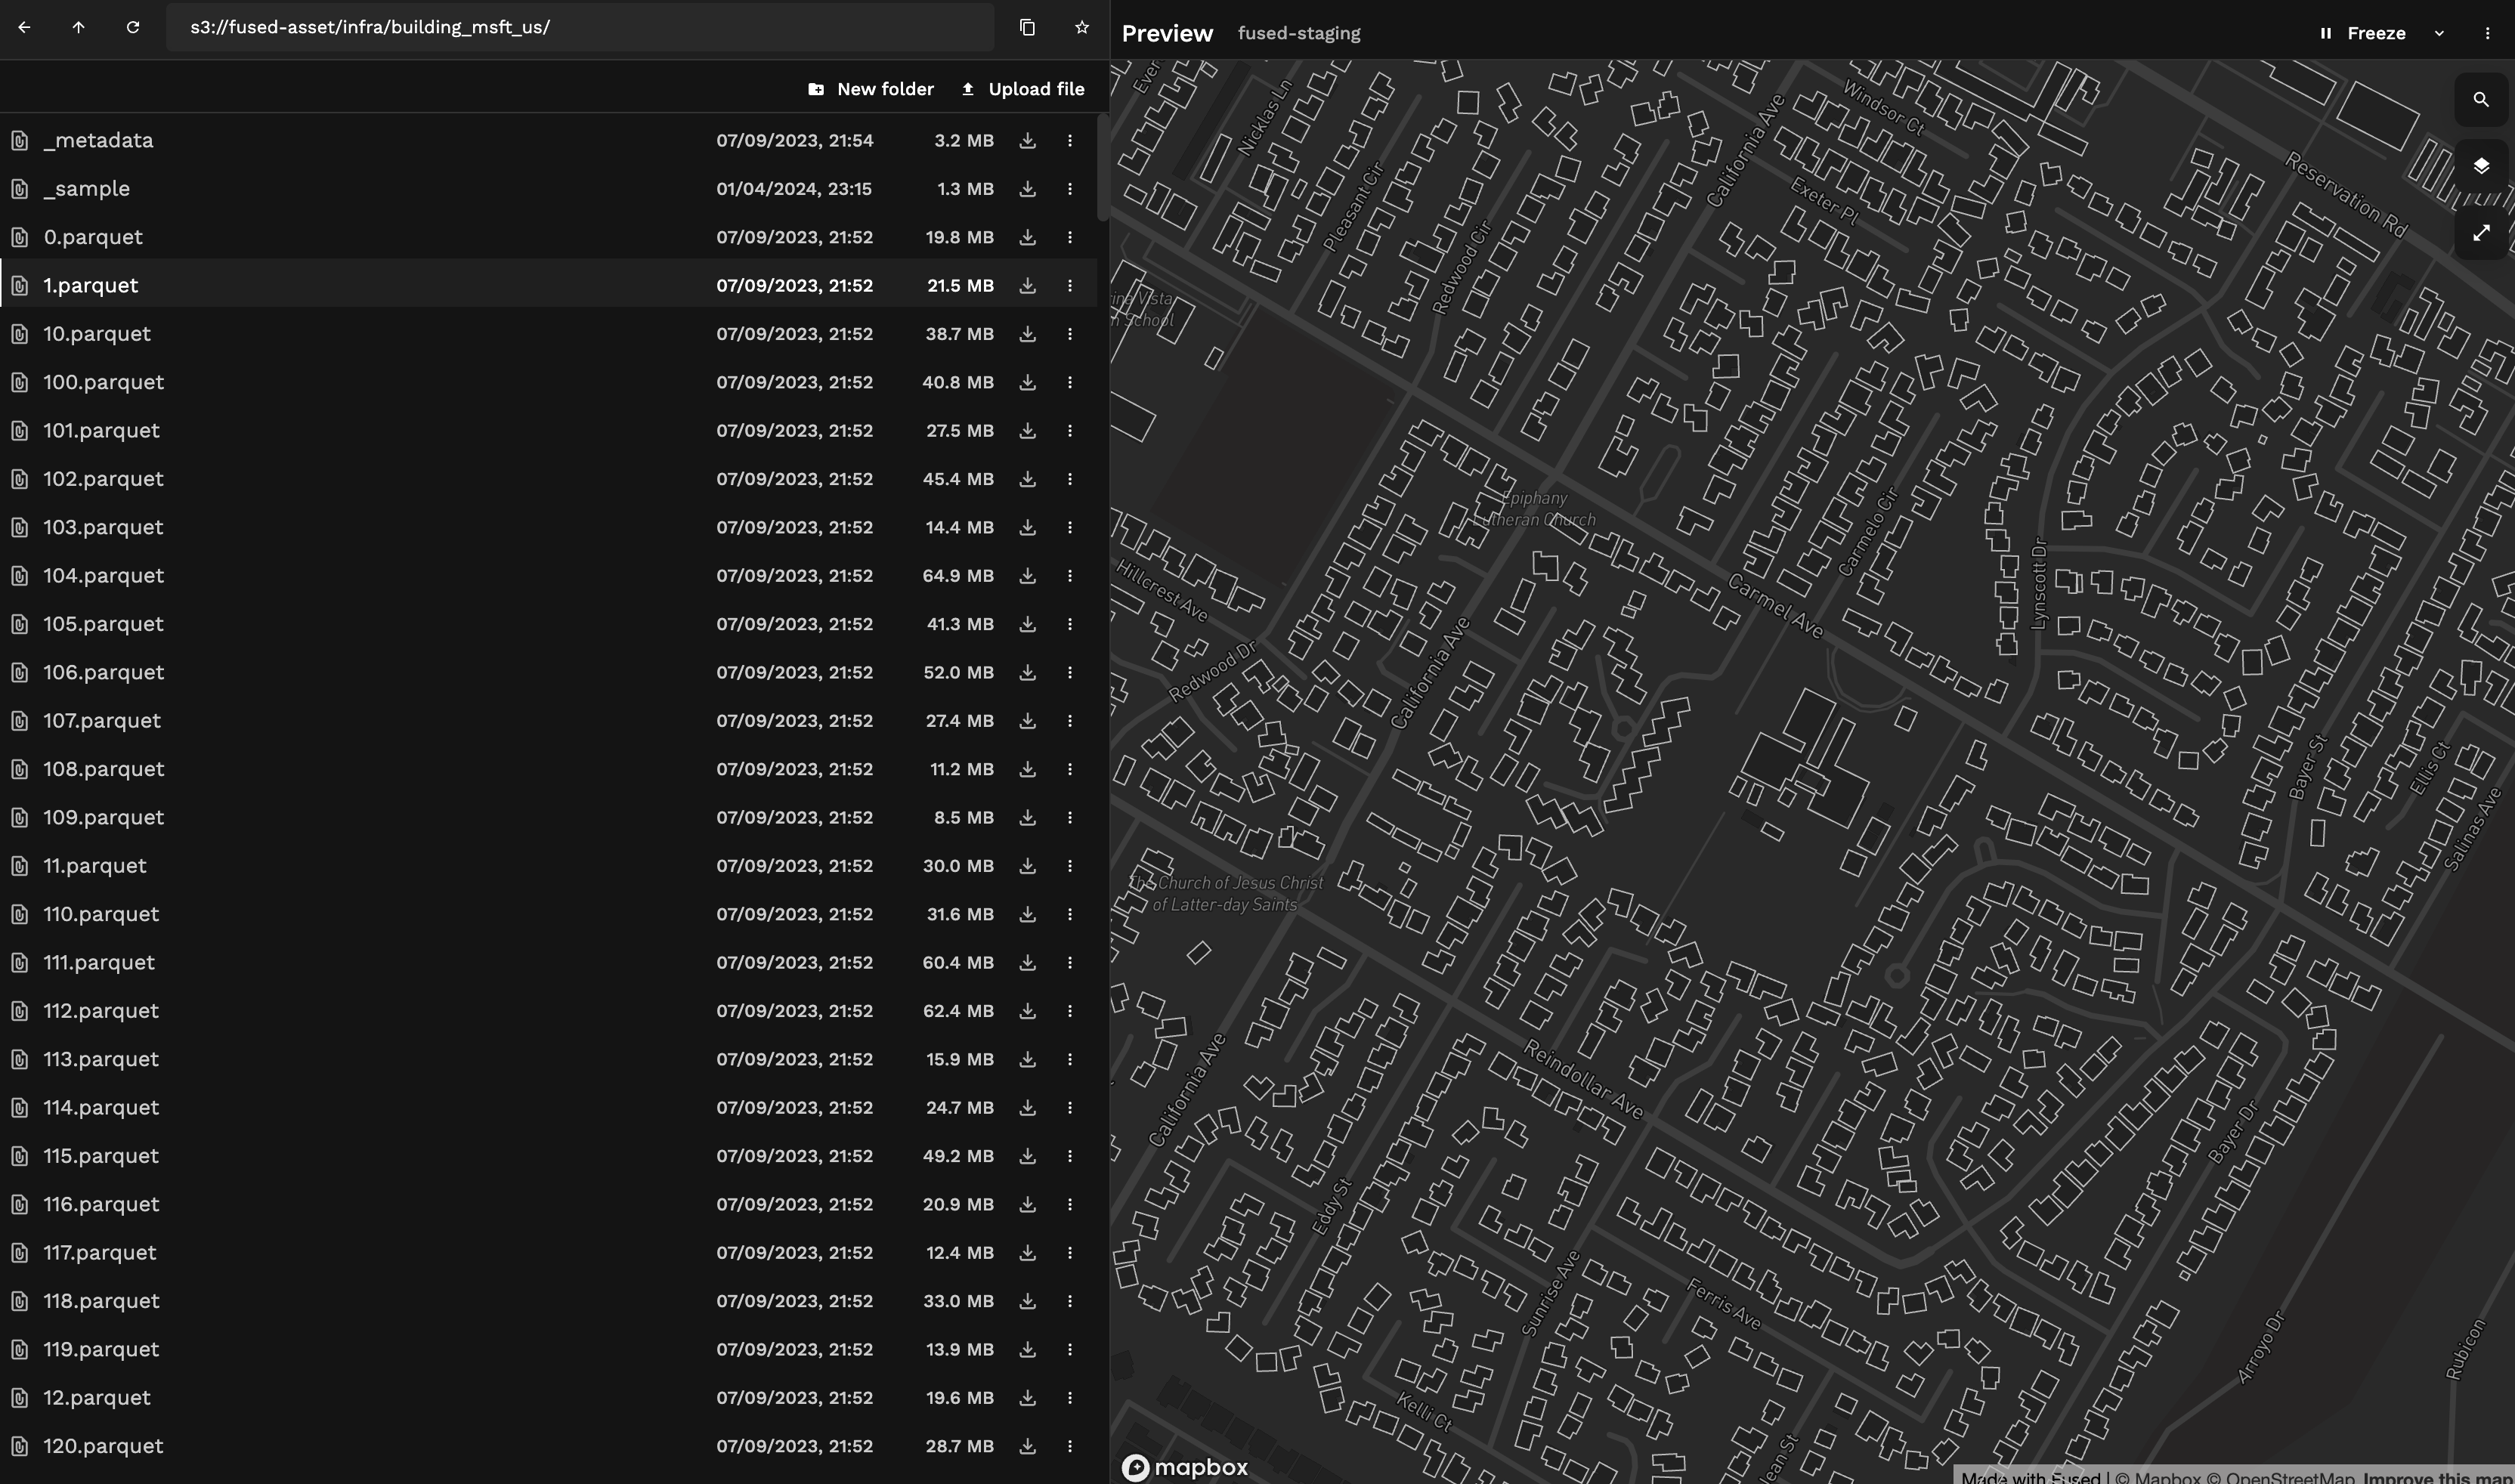 s3://fused-asset/infra/building_msft_us/
New folder
Upload file
_metadata 07/09/2023, 21:54 3.2 MB
_sample 01/04/2024, 23:15 1.3 MB
0.parquet 07/09/2023, 21:52 19.8 MB
1.parquet 07/09/2023, 21:52 21.5 MB
10.parquet 07/09/2023, 21:52 38.7 MB
100.parquet 07/09/2023, 21:52 40.8 MB
101.parquet 07/09/2023, 21:52 27.5 MB
102.parquet 07/09/2023, 21:52 45.4 MB
103.parquet 07/09/2023, 21:52 14.4 MB
104.parquet 07/09/2023, 21:52 64.9 MB
105.parquet 07/09/2023, 21:52 41.3 MB
106.parquet 07/09/2023, 21:52 52.0 MB
107.parquet 07/09/2023, 21:52 27.4 MB
108.parquet 07/09/2023, 21:52 11.2 MB
109.parquet 07/09/2023, 21:52 8.5 MB
11.parquet 07/09/2023, 21:52 30.0 MB
110.parquet 07/09/2023, 21:52 31.6 MB
111.parquet 07/09/2023, 21:52 60.4 MB
112.parquet 07/09/2023, 21:52 62.4 MB
113.parquet 07/09/2023, 21:52 15.9 MB
114.parquet 07/09/2023, 21:52 24.7 MB
115.parquet 07/09/2023, 21:52 49.2 MB
116.parquet 07/09/2023, 21:52 20.9 MB
117.parquet 07/09/2023, 21:52 12.4 MB
118.parquet 07/09/2023, 21:52 33.0 MB
119.parquet 07/09/2023, 21:52 13.9 MB
12.parquet 07/09/2023, 21:52 19.6 MB
120.parquet 07/09/2023, 21:52 28.7 MB
Preview
fused-staging
Freeze
Nicklas Ln
Windsor Ct
California Ave
Reservation Rd
Pleasant Cir
Exeter Pl
Redwood Cir
Vista
School
Epiphany
Lutheran Church
Carmelo Cir
Hillcrest Ave
Carmel Ave
Lynscott Dr
Redwood Dr
California Ave
Bayer St
Ellis Ct
Salinas Ave
The Church of Jesus Christ
of Latter-day Saints
California Ave
Reindollar Ave
Bayer Dr
Eddy St
Sunrise Ave
Ferris Ave
Arroyo Dr
Rubicon
Kelli Ct
Jean St
mapbox
Made with Fused | © Mapbox © OpenStreetMap Improve this map